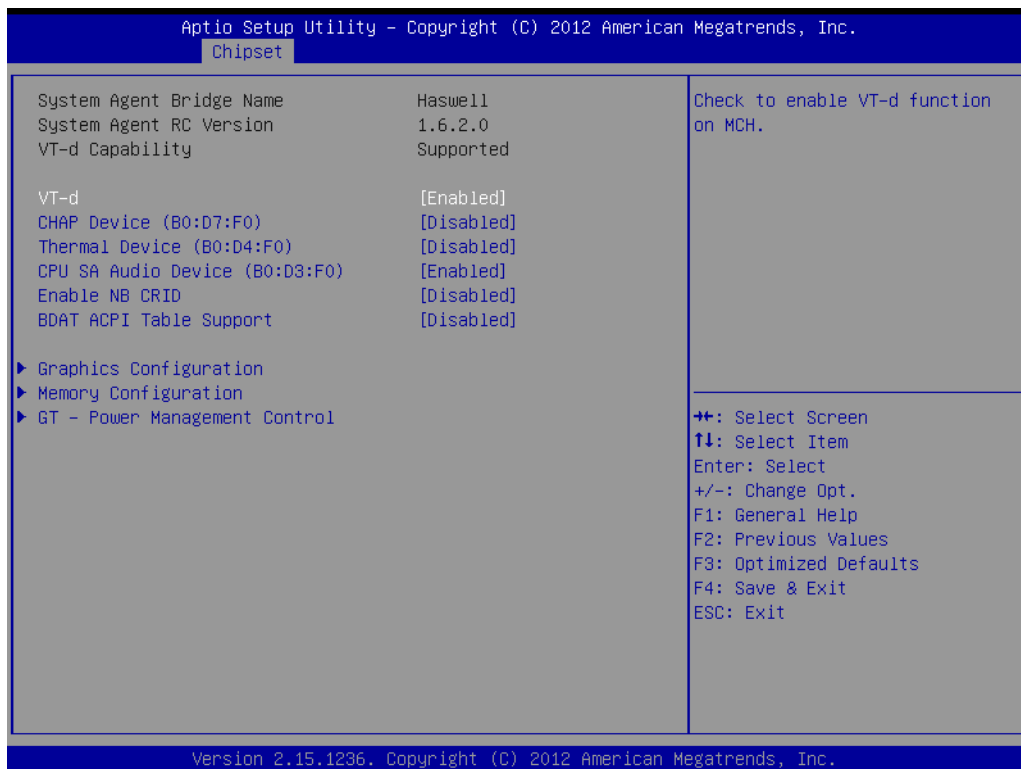 Aptio Setup Utility – Copyright (C) 2012 American Megatrends, Inc.
Chipset
System Agent Bridge Name Haswell
System Agent RC Version 1.6.2.0
VT-d Capability Supported
VT-d [Enabled]
CHAP Device (B0:D7:F0) [Disabled]
Thermal Device (B0:D4:F0) [Disabled]
CPU SA Audio Device (B0:D3:F0) [Enabled]
Enable NB CRID [Disabled]
BDAT ACPI Table Support [Disabled]
Graphics Configuration
Memory Configuration
GT – Power Management Control
Check to enable VT-d function
on MCH.
→←: Select Screen
↑↓: Select Item
Enter: Select
+/-: Change Opt.
F1: General Help
F2: Previous Values
F3: Optimized Defaults
F4: Save & Exit
ESC: Exit
Version 2.15.1236. Copyright (C) 2012 American Megatrends, Inc.